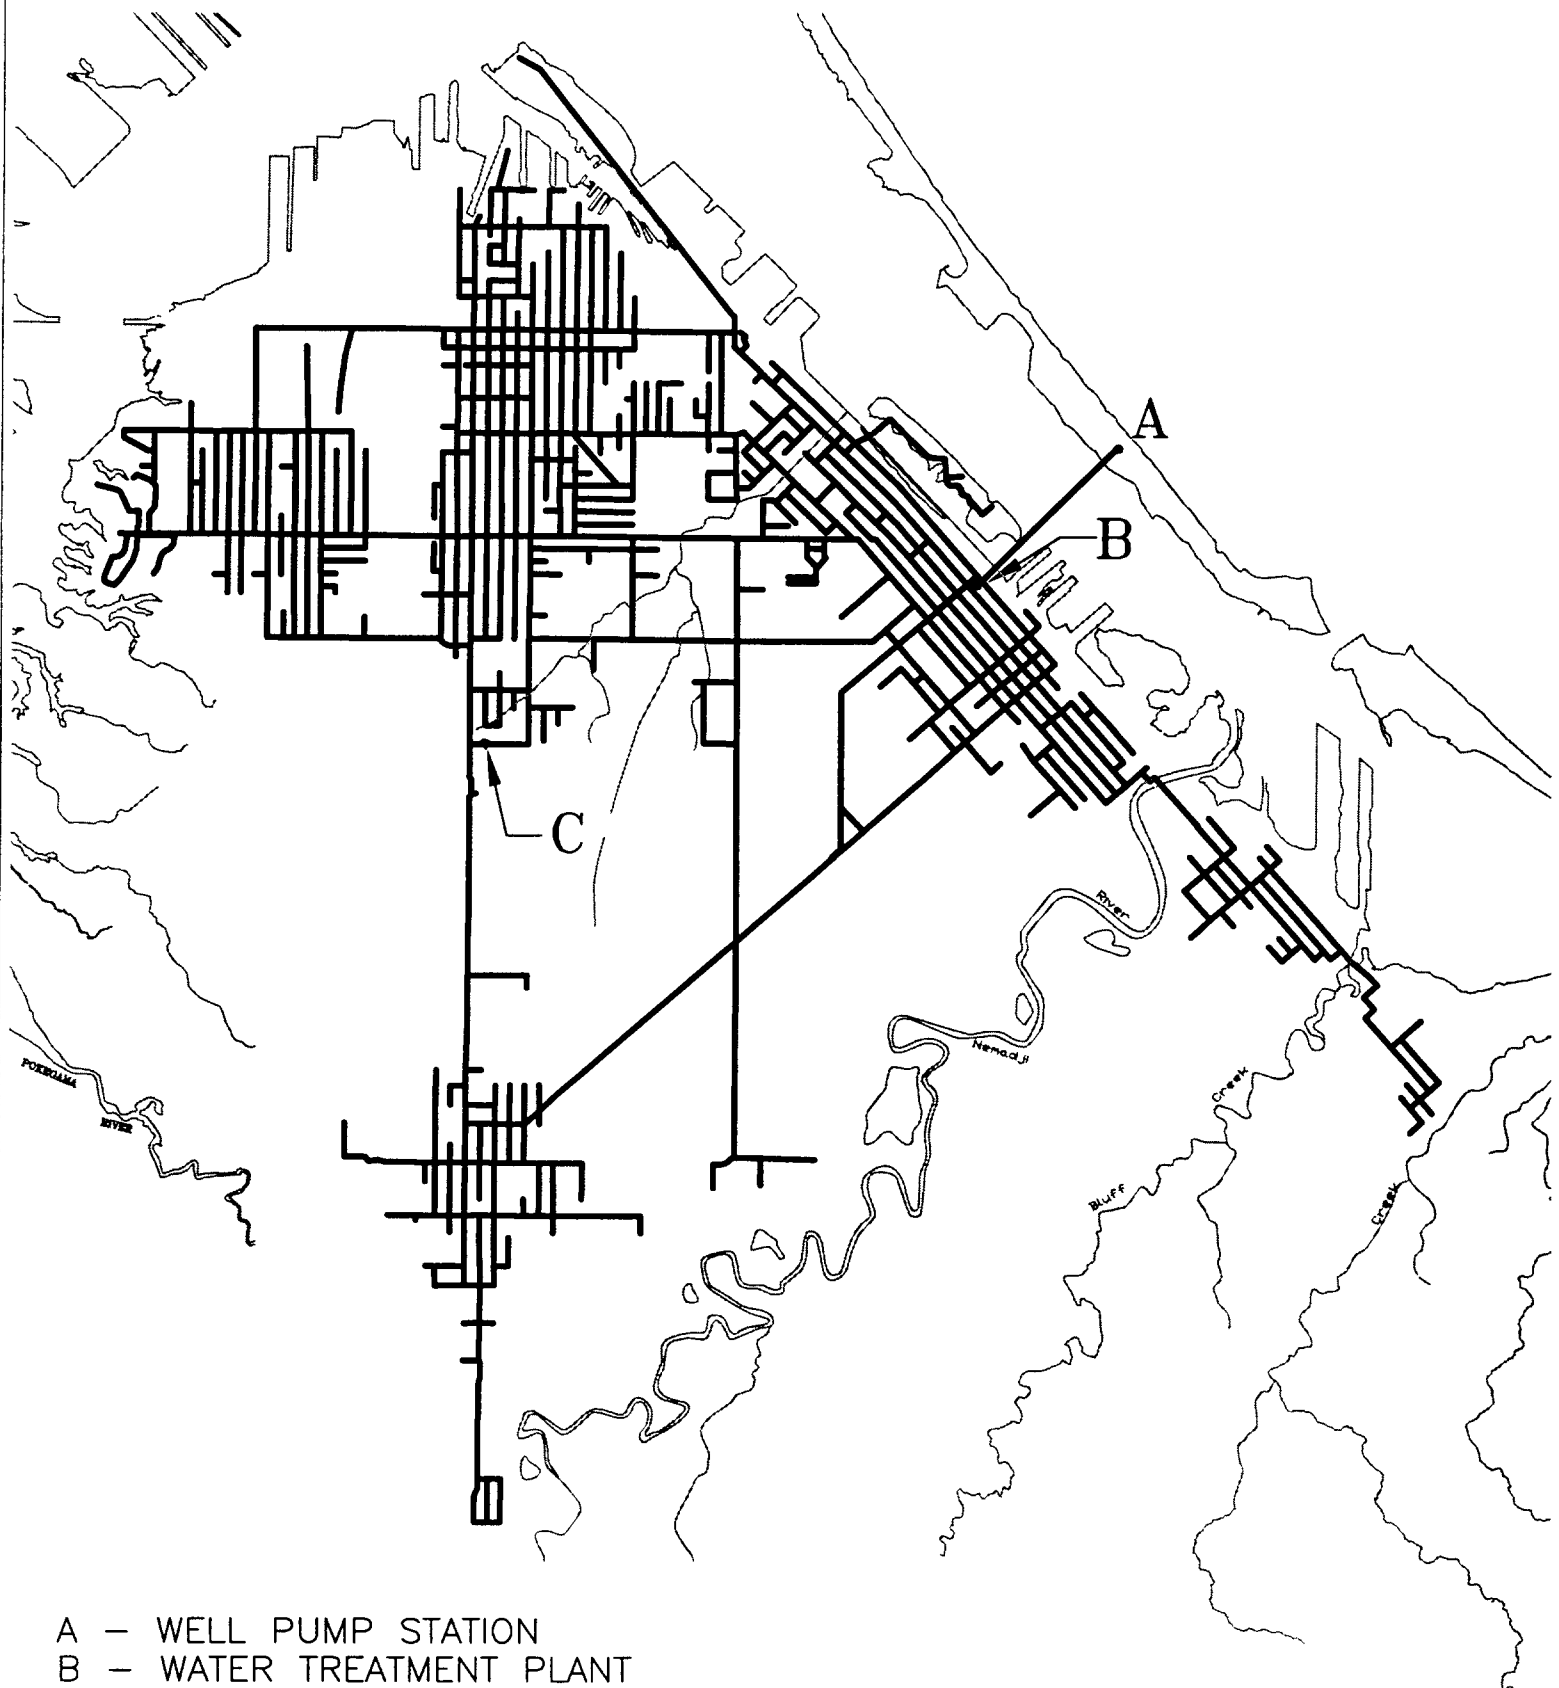 A
B
C
River
Nemadji
Creek
Bluff
Creek
POKEGAMA
RIVER
A – WELL PUMP STATION
B – WATER TREATMENT PLANT